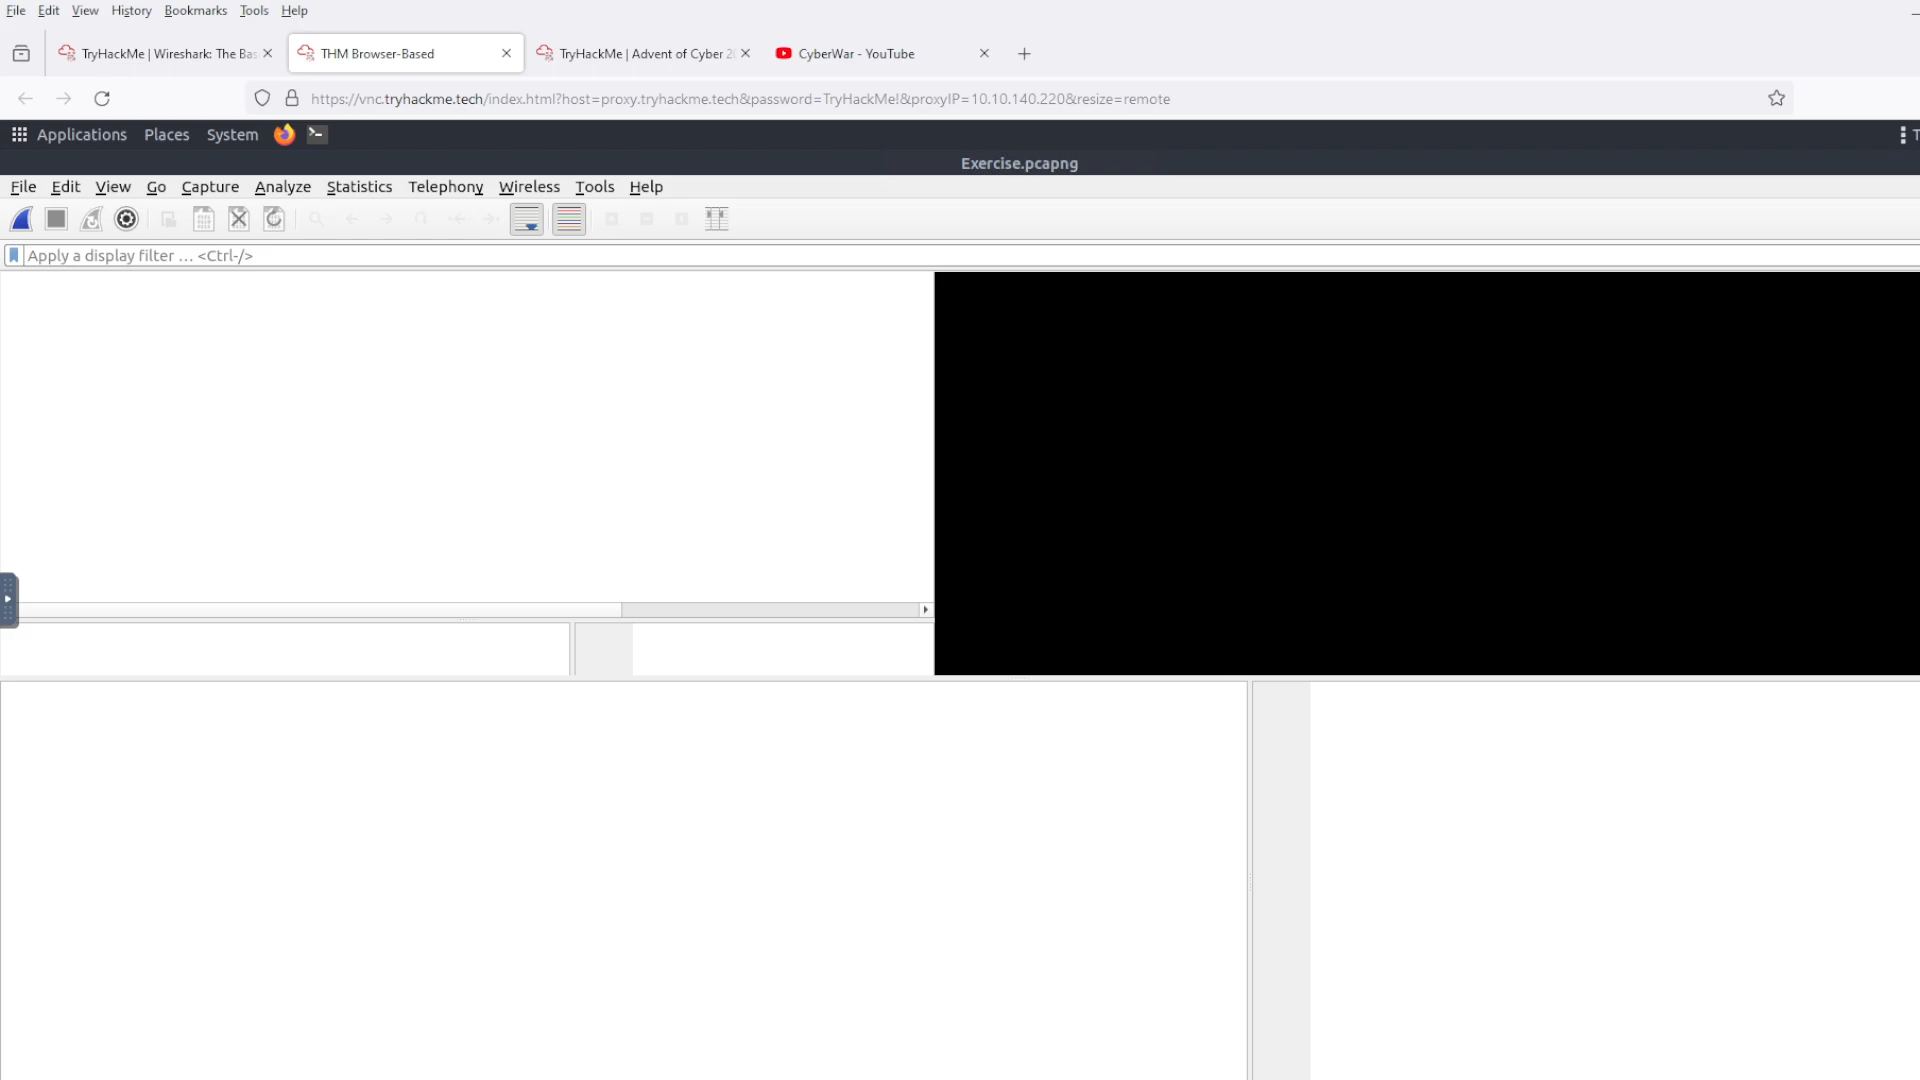 File Edit View History Bookmarks Tools Help
TryHackMe | Wireshark: The Bas
THM Browser-Based
TryHackMe | Advent of Cyber 20
CyberWar - YouTube
https://vnc.tryhackme.tech/index.html?host=proxy.tryhackme.tech&password=TryHackMe!&proxyIP=10.10.140.220&resize=remote
Applications Places System
Exercise.pcapng
File Edit View Go Capture Analyze Statistics Telephony Wireless Tools Help
Apply a display filter … <Ctrl-/>